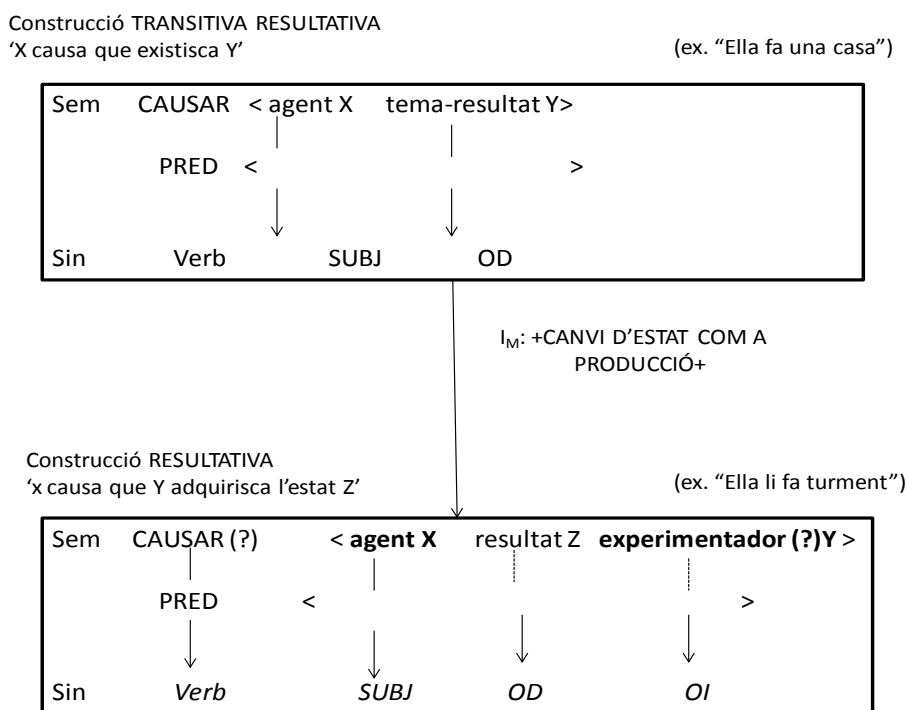 Construcció TRANSITIVA RESULTATIVA
‘X causa que existisca Y’ (ex. “Ella fa una casa”)
Sem CAUSAR < agent X tema-resultat Y>
PRED < >
Sin Verb SUBJ OD
I_M: +CANVI D’ESTAT COM A
PRODUCCIÓ+
Construcció RESULTATIVA
‘x causa que Y adquirisca l’estat Z’ (ex. “Ella li fa turment”)
Sem CAUSAR (?) < agent X resultat Z experimentador (?)Y >
PRED < >
Sin Verb SUBJ OD OI